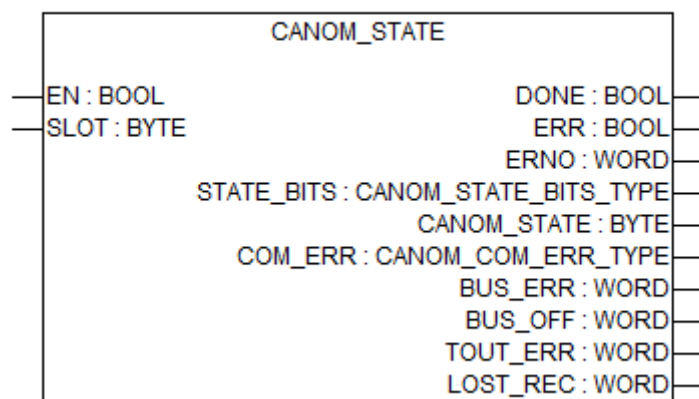 CANOM_STATE
EN : BOOL DONE : BOOL
SLOT : BYTE ERR : BOOL
ERNO : WORD
STATE_BITS : CANOM_STATE_BITS_TYPE
CANOM_STATE : BYTE
COM_ERR : CANOM_COM_ERR_TYPE
BUS_ERR : WORD
BUS_OFF : WORD
TOUT_ERR : WORD
LOST_REC : WORD